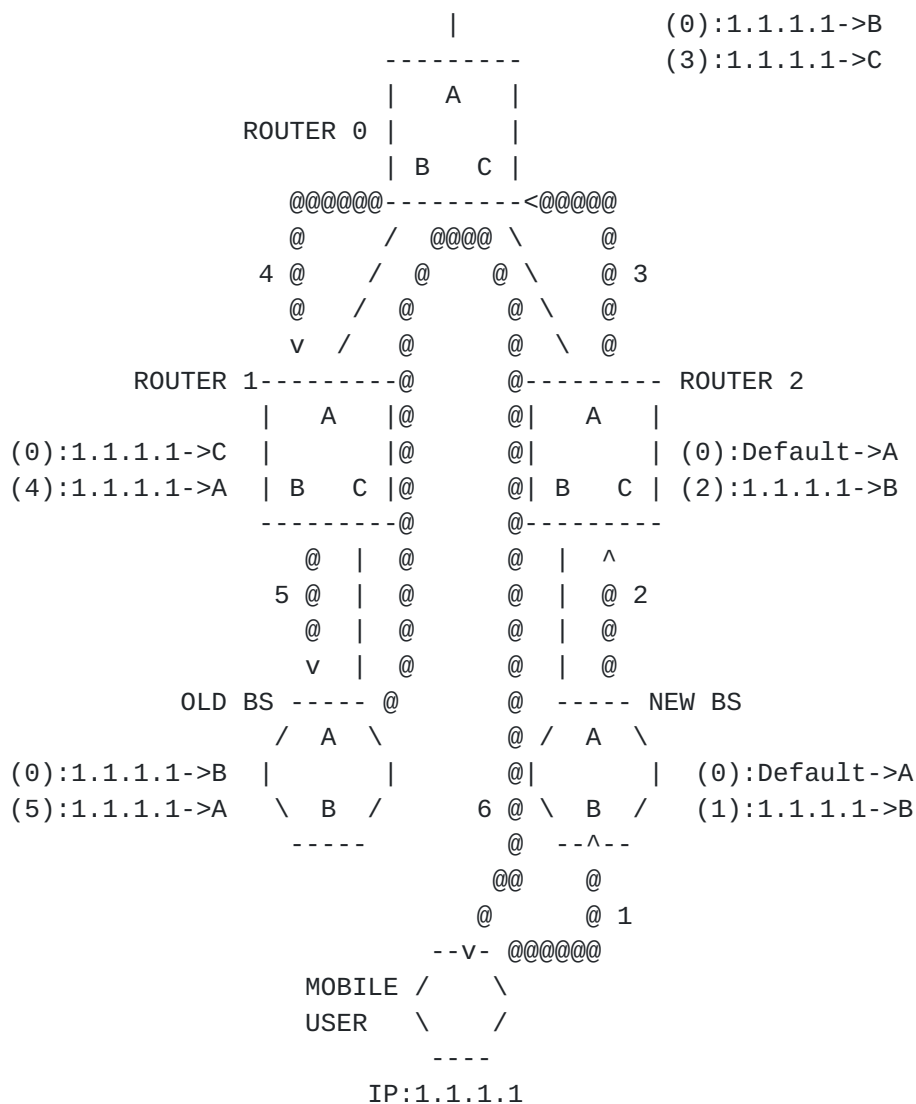 |             (0):1.1.1.1->B
                         ---------         (3):1.1.1.1->C
                         |   A   |
                ROUTER 0 |       |
                         | B   C |
                   @@@@@@---------<@@@@@
                   @     /  @@@@ \     @
                 4 @    /  @    @ \    @ 3
                   @   /  @      @ \   @
                   v  /   @      @  \  @
         ROUTER 1---------@      @--------- ROUTER 2
                 |   A   |@      @|   A   |
 (0):1.1.1.1->C  |       |@      @|       | (0):Default->A
 (4):1.1.1.1->A  | B   C |@      @| B   C | (2):1.1.1.1->B
                 ---------@      @---------
                    @  |  @      @  |  ^
                  5 @  |  @      @  |  @ 2
                    @  |  @      @  |  @
                    v  |  @      @  |  @
            OLD BS ----- @       @  ----- NEW BS
                  /  A  \        @ /  A  \
 (0):1.1.1.1->B  |       |       @|       |  (0):Default->A
 (5):1.1.1.1->A   \  B  /      6 @ \  B  /   (1):1.1.1.1->B
                   -----         @  --^--
                                @@    @
                               @      @ 1
                            --v- @@@@@@
                    MOBILE /    \
                    USER   \    /
                            ----
                        IP:1.1.1.1